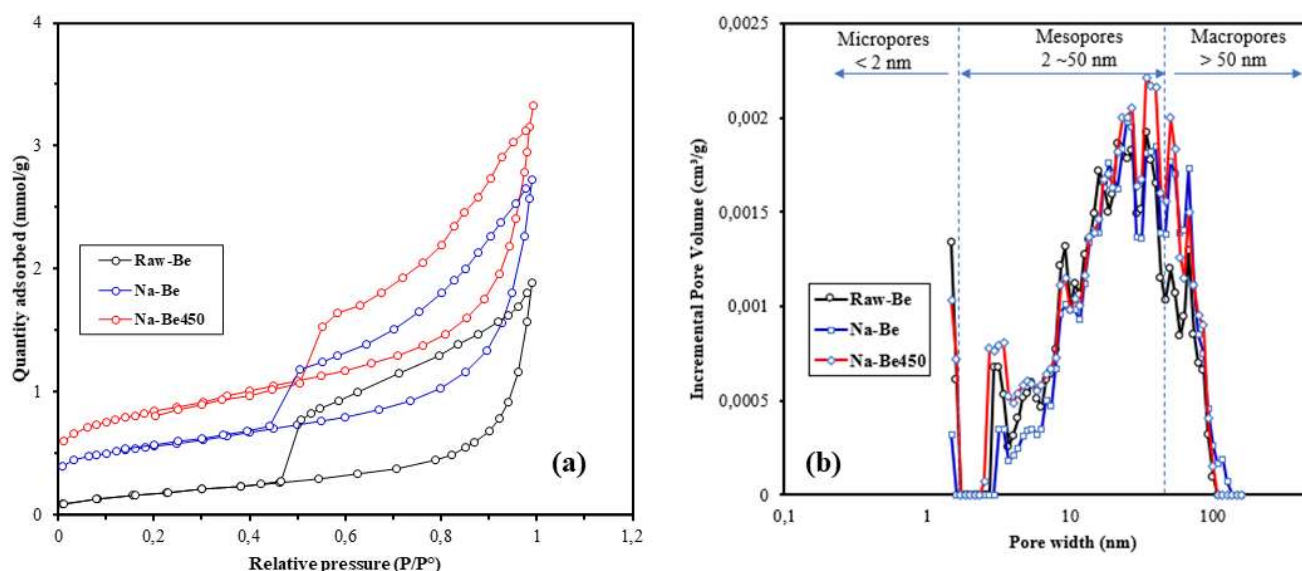 4
3
2
1
0
0
0,2
0,4
0,6
0,8
1
1,2
Quantity adsorbed (mmol/g)
Relative pressure (P/P°)
Raw-Be
Na-Be
Na-Be450
(a)
0,0025
0,002
0,0015
0,001
0,0005
0
0,1
1
10
100
Incremental Pore Volume (cm³/g)
Pore width (nm)
Micropores
< 2 nm
Mesopores
2 ~50 nm
Macropores
> 50 nm
Raw-Be
Na-Be
Na-Be450
(b)